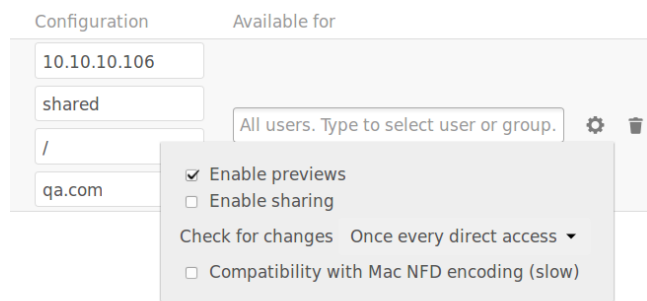 Configuration Available for
10.10.10.106
shared
All users. Type to select user or group.
/
qa.com
Enable previews
Enable sharing
Check for changes Once every direct access
Compatibility with Mac NFD encoding (slow)